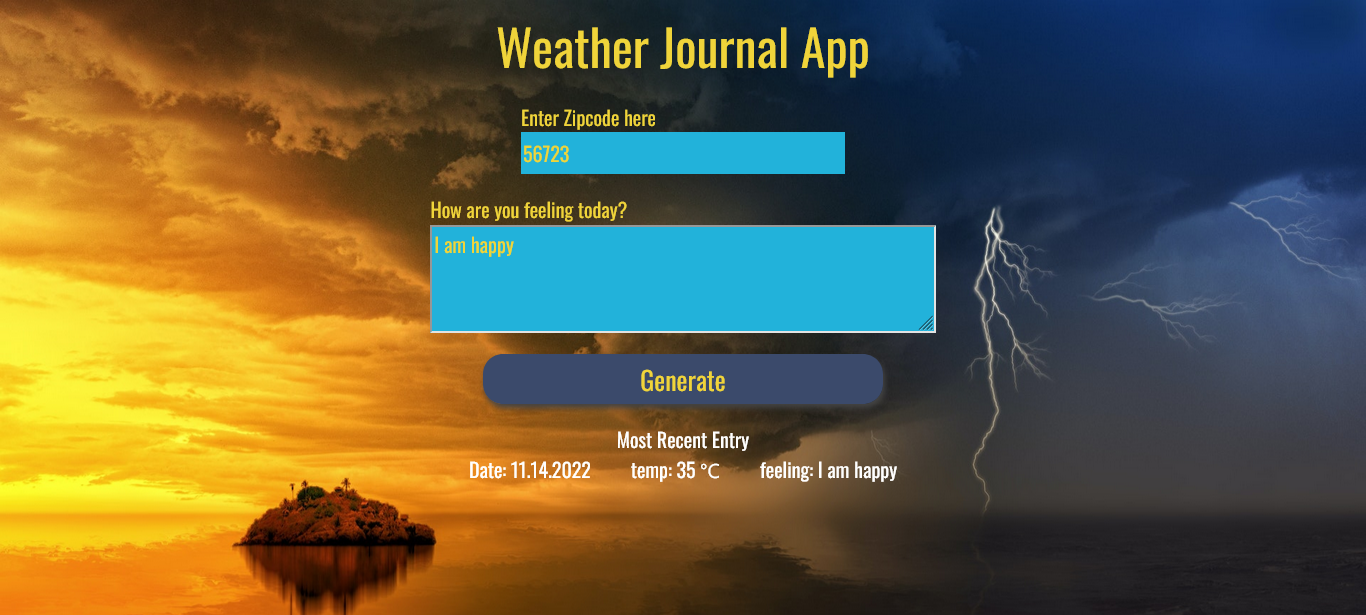 Weather Journal App
Enter Zipcode here
56723
How are you feeling today?
I am happy
Generate
Most Recent Entry
Date: 11.14.2022 temp: 35 °C feeling: I am happy